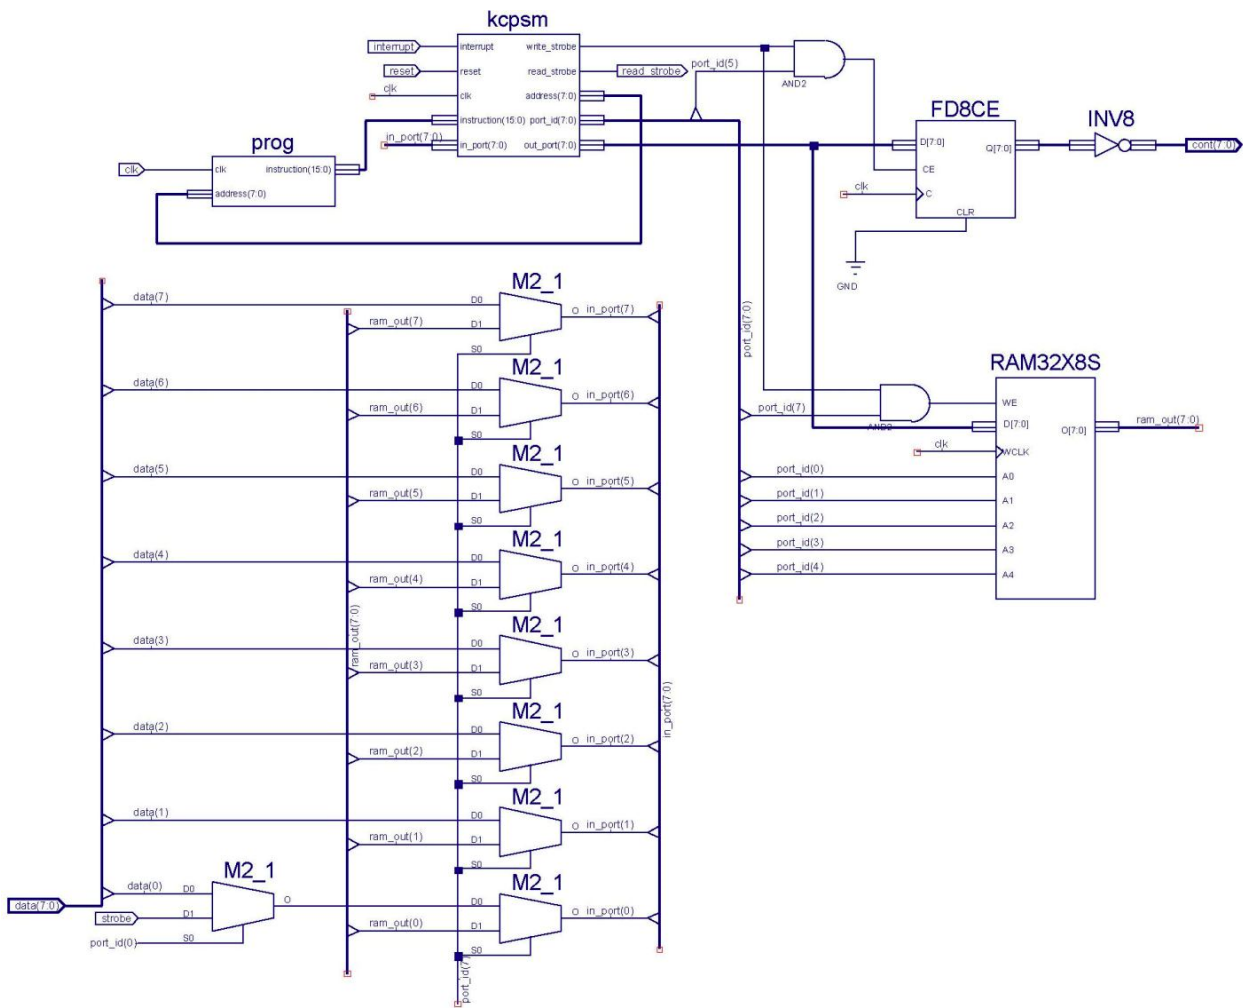 kcpsm
interrupt
interrupt
write_strobe
port_id(5)
AND2
reset
reset
read_strobe
read_strobe
clk
clk
address(7:0)
instruction(15:0)
port_id(7:0)
in_port(7:0)
in_port(7:0)
out_port(7:0)
FD8CE
D[7:0]
Q[7:0]
CE
clk
C
CLR
GND
INV8
cont(7:0)
prog
clk
clk
instruction(15:0)
address(7:0)
port_id(7:0)
RAM32X8S
WE
port_id(7)
AND2
D[7:0]
O[7:0]
ram_out(7:0)
clk
WCLK
port_id(0)
A0
port_id(1)
A1
port_id(2)
A2
port_id(3)
A3
port_id(4)
A4
M2_1
data(7)
D0
ram_out(7)
D1
S0
O
in_port(7)
M2_1
data(6)
D0
ram_out(6)
D1
S0
O
in_port(6)
M2_1
data(5)
D0
ram_out(5)
D1
S0
O
in_port(5)
M2_1
data(4)
D0
ram_out(4)
D1
S0
O
in_port(4)
ram_out(7:0)
M2_1
data(3)
D0
ram_out(3)
D1
S0
O
in_port(3)
in_port(7:0)
M2_1
data(2)
D0
ram_out(2)
D1
S0
O
in_port(2)
M2_1
data(1)
D0
ram_out(1)
D1
S0
O
in_port(1)
M2_1
data(7:0)
data(0)
D0
strobe
D1
port_id(0)
S0
O
M2_1
D0
ram_out(0)
D1
S0
O
in_port(0)
port_id(7)